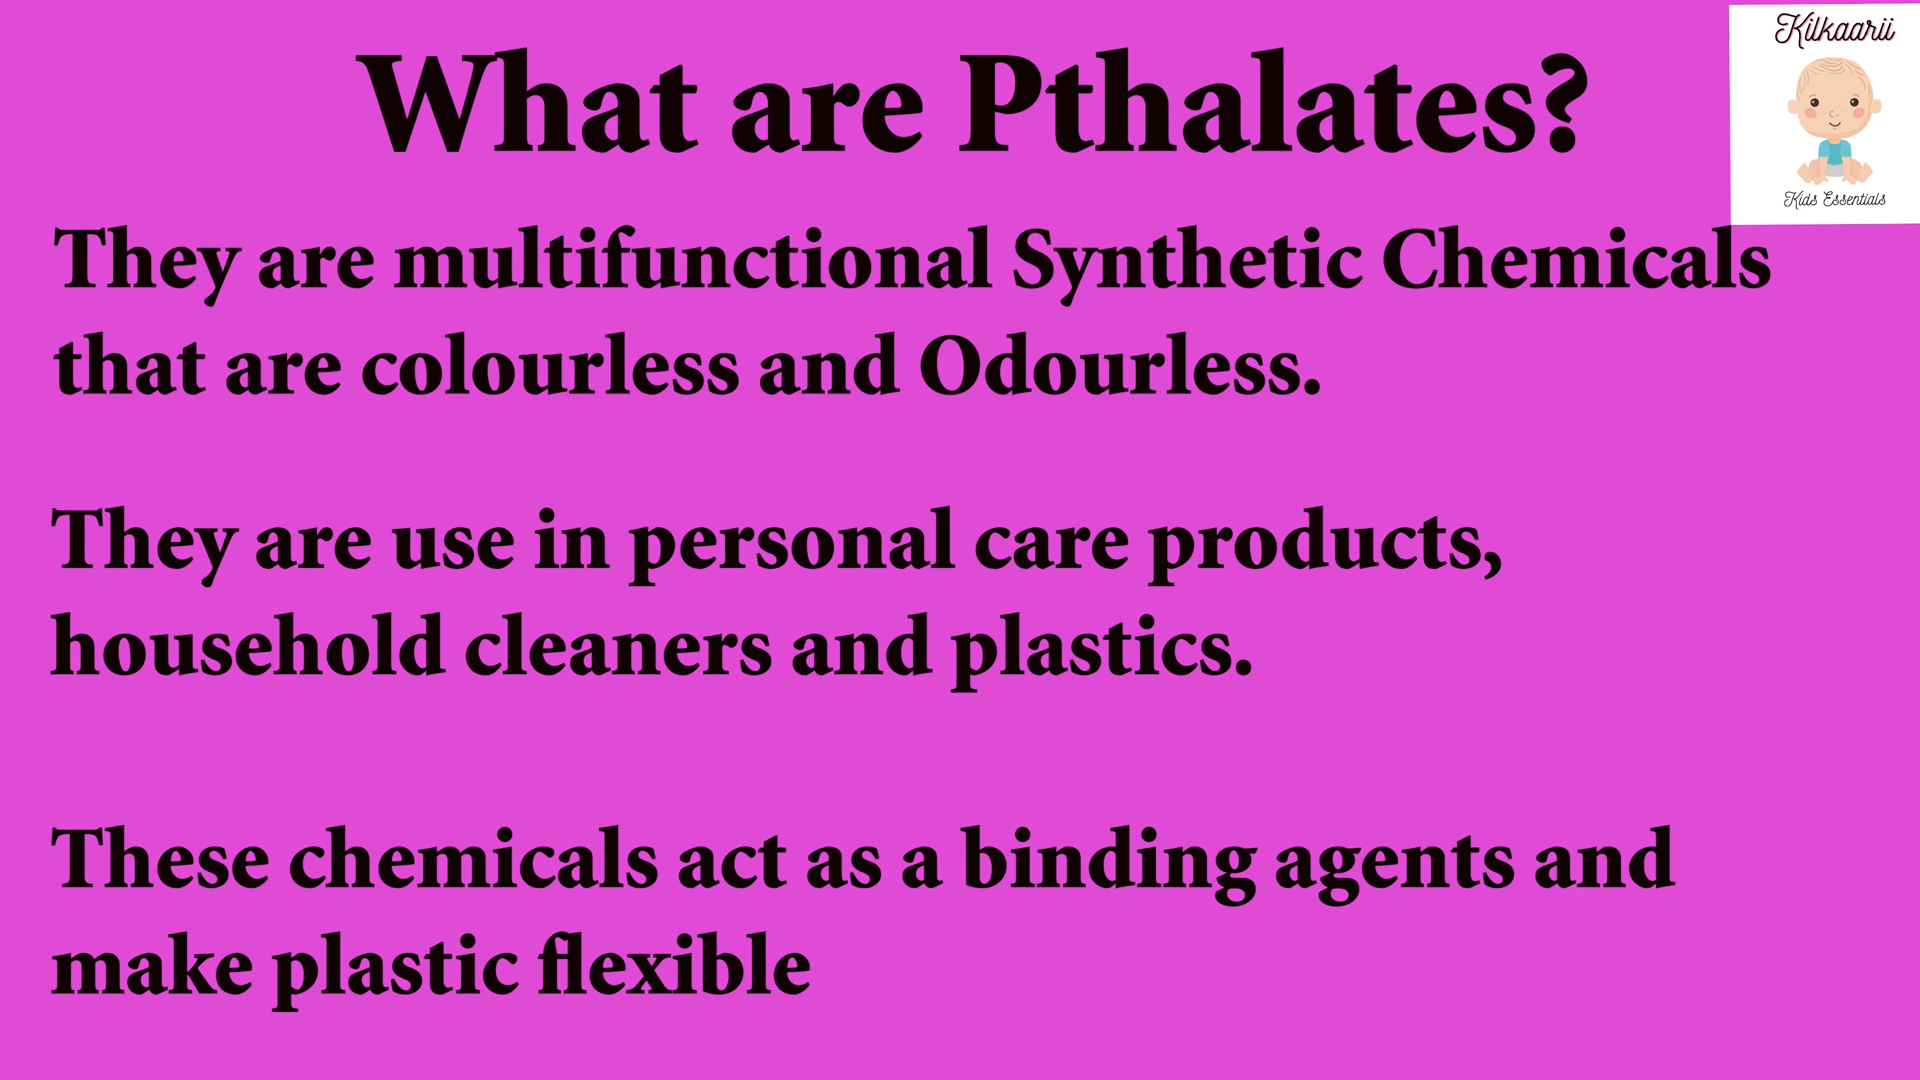 What are Pthalates?
Kilkaarii
Kids Essentials
They are multifunctional Synthetic Chemicals
that are colourless and Odourless.
They are use in personal care products,
household cleaners and plastics.
These chemicals act as a binding agents and
make plastic flexible